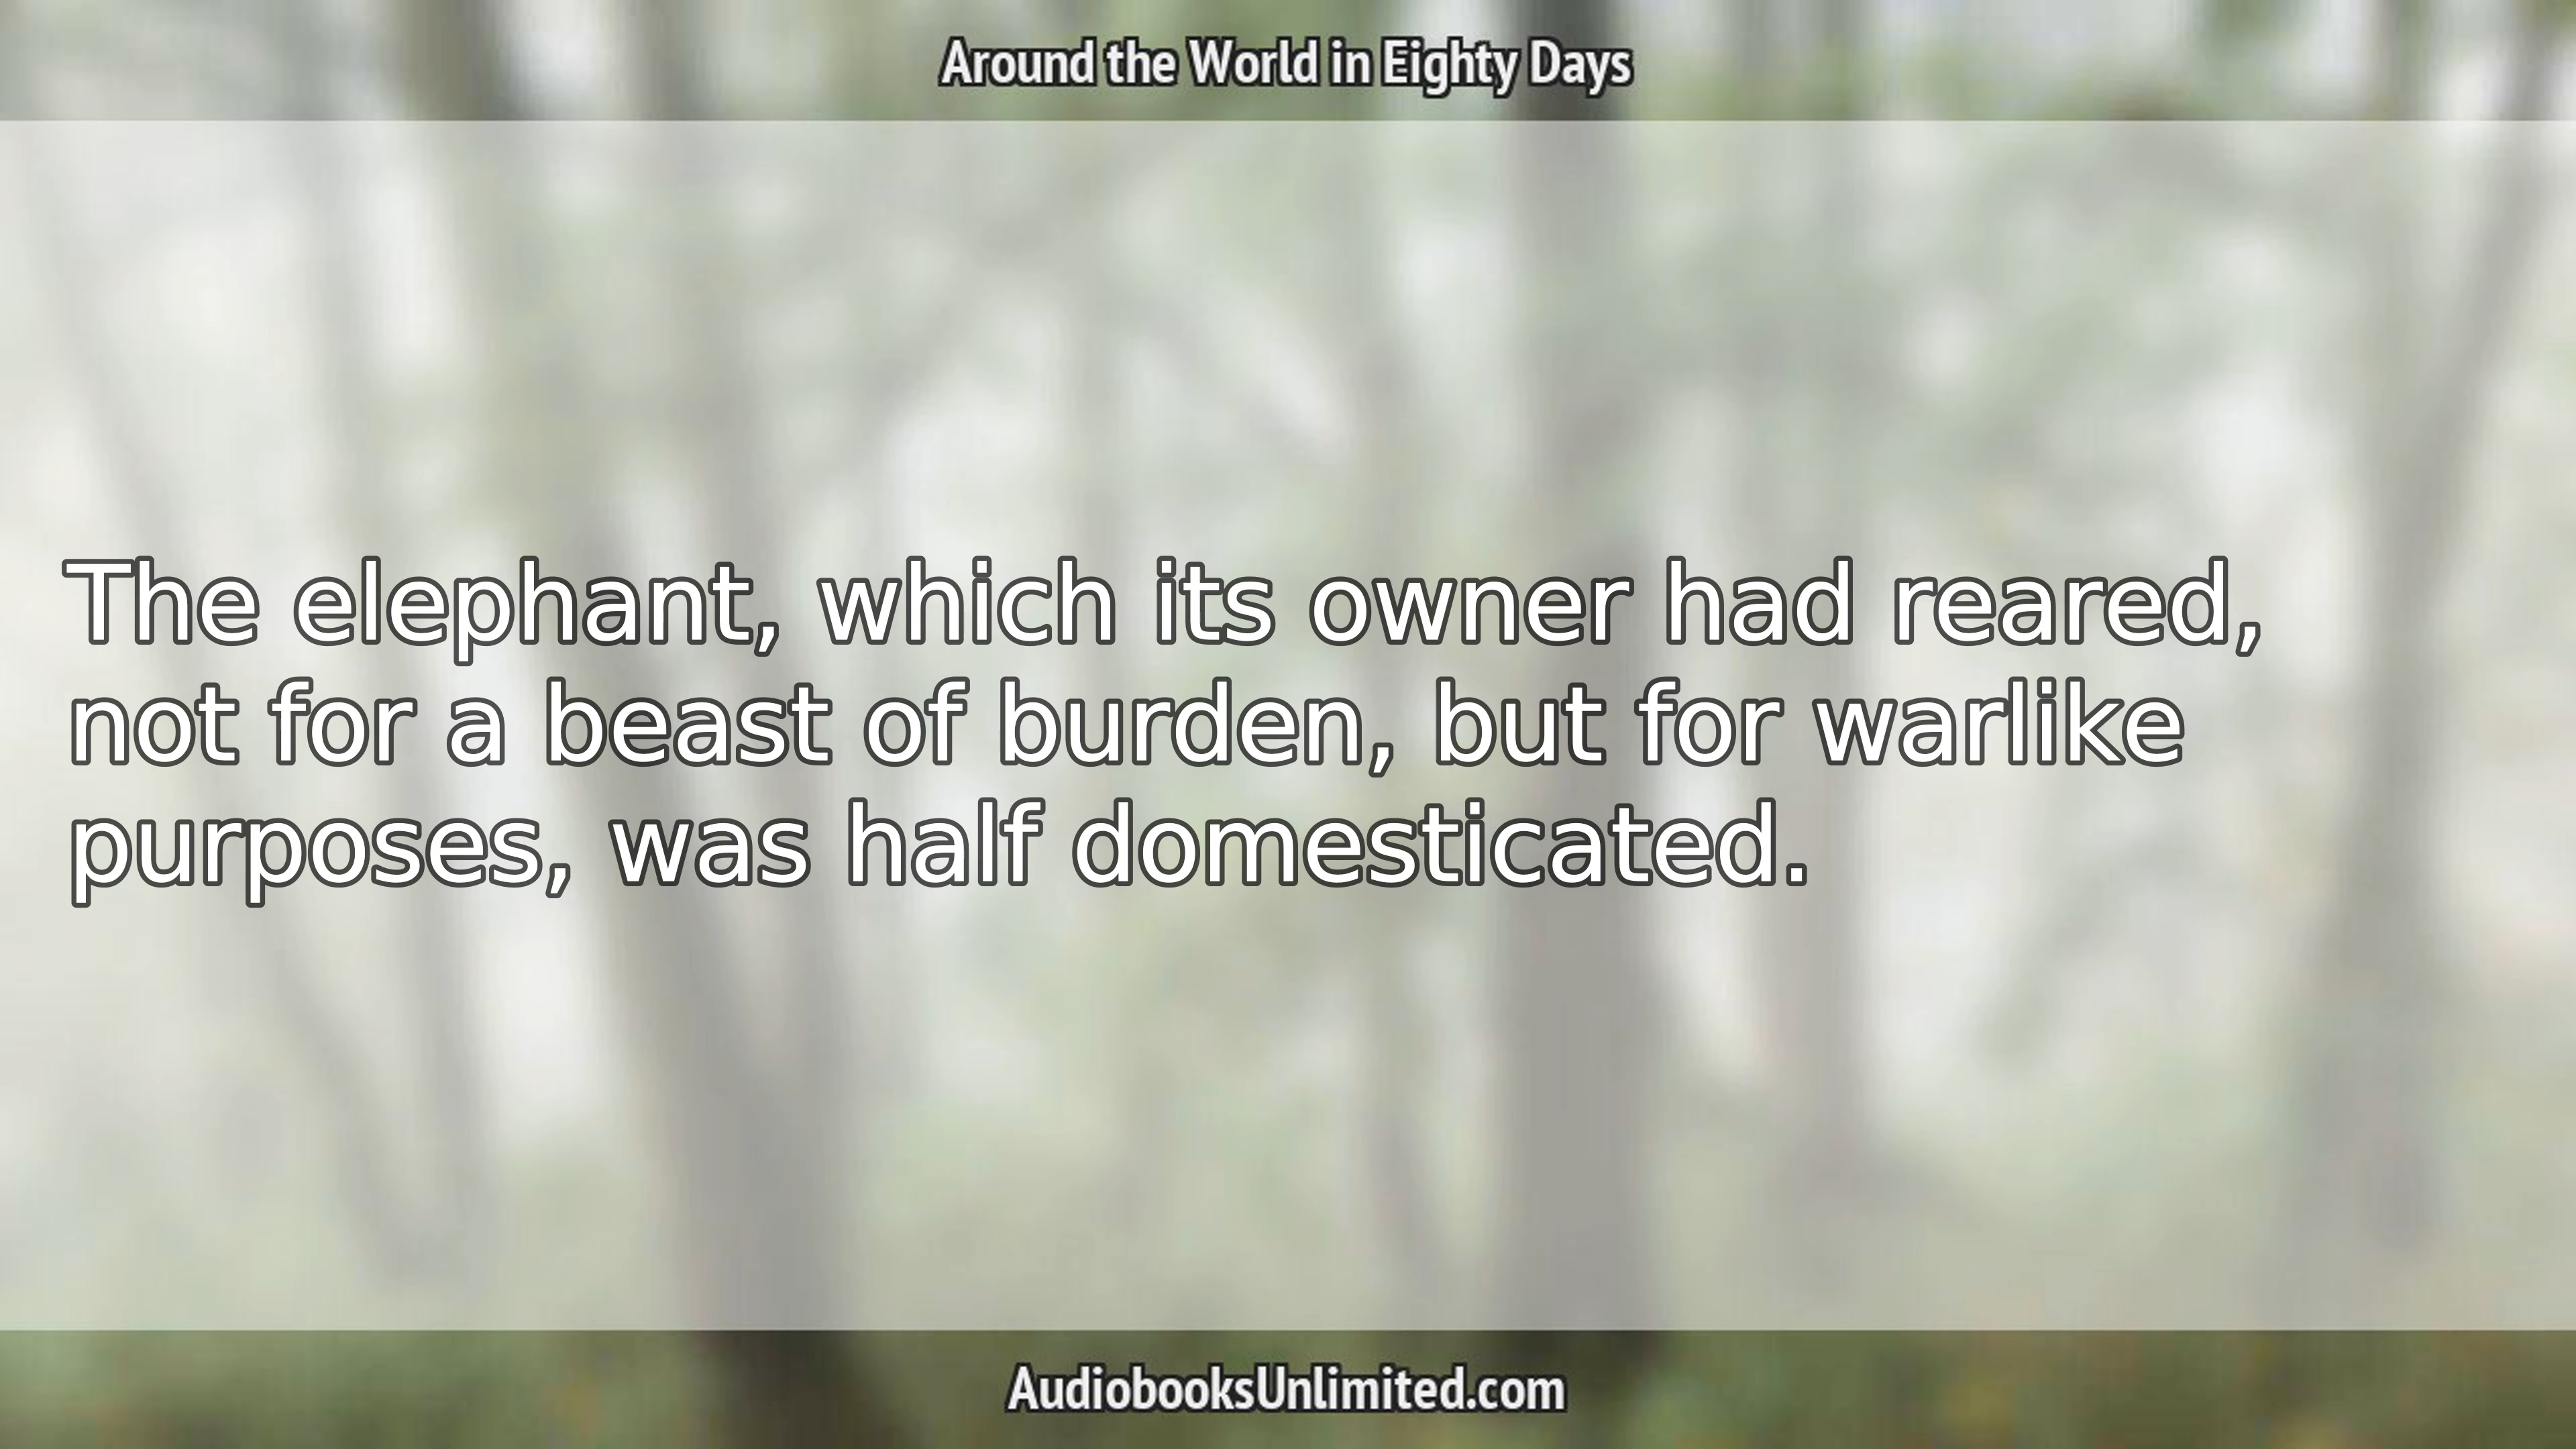 Around the World in Eighty Days
The elephant, which its owner had reared,
not for a beast of burden, but for warlike
purposes, was half domesticated.
AudiobooksUnlimited.com